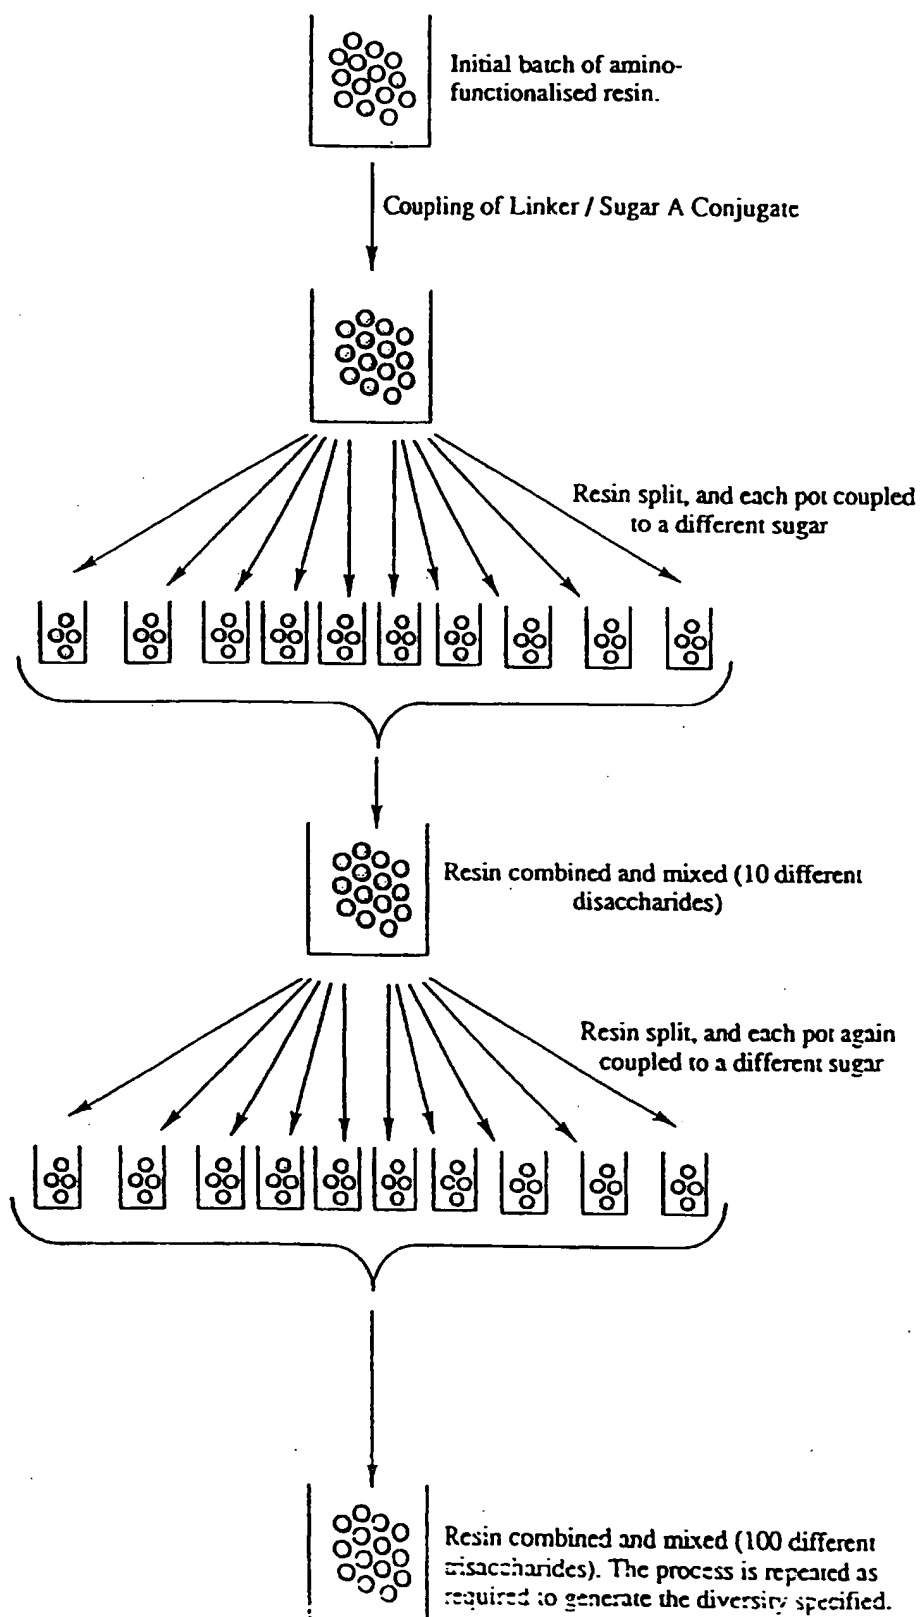 Initial batch of amino-
functionalised resin.
Coupling of Linker / Sugar A Conjugate
Resin split, and each pot coupled
to a different sugar
Resin combined and mixed (10 different
disaccharides)
Resin split, and each pot again
coupled to a different sugar
Resin combined and mixed (100 different
disaccharides). The process is repeated as
required to generate the diversity specified.